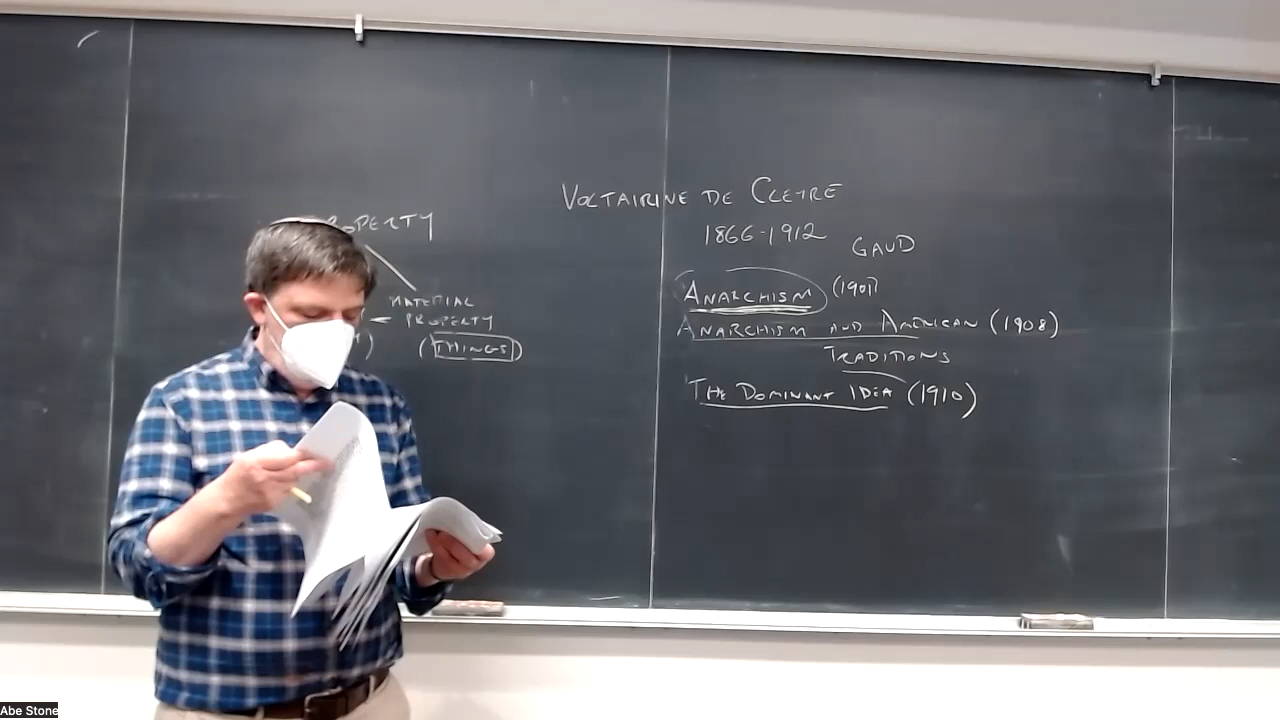 VOLTAIRINE DE CLEYRE
1866-1912
GAUD
ANARCHISM (1901)
ANARCHISM AND AMERICAN (1908)
TRADITIONS
THE DOMINANT IDEA (1910)
ROPERTY
MATERIAL
PROPERTY
(THINGS)
Abe Stone